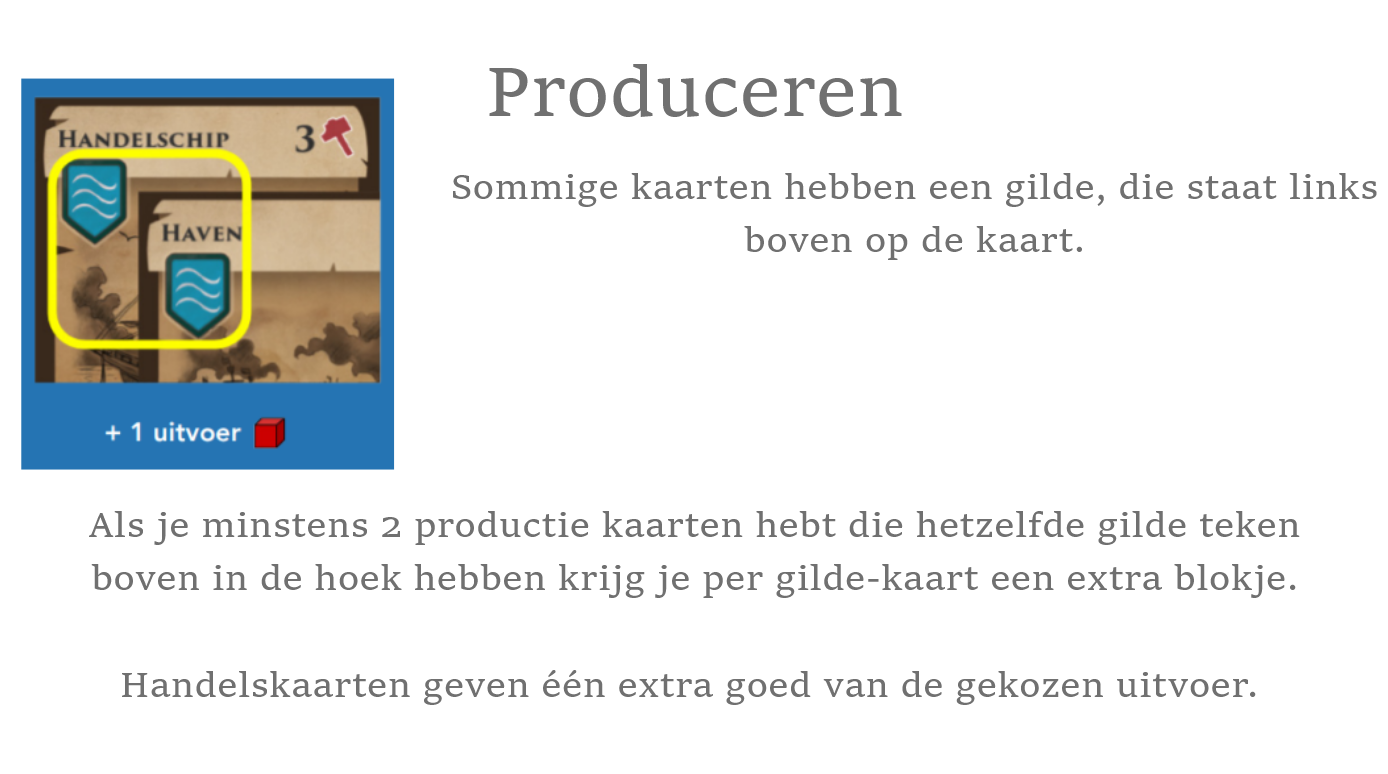 Produceren
HANDELSCHIP 3
HAVEN
+ 1 uitvoer
Sommige kaarten hebben een gilde, die staat links
boven op de kaart.
Als je minstens 2 productie kaarten hebt die hetzelfde gilde teken
boven in de hoek hebben krijg je per gilde-kaart een extra blokje.
Handelskaarten geven één extra goed van de gekozen uitvoer.